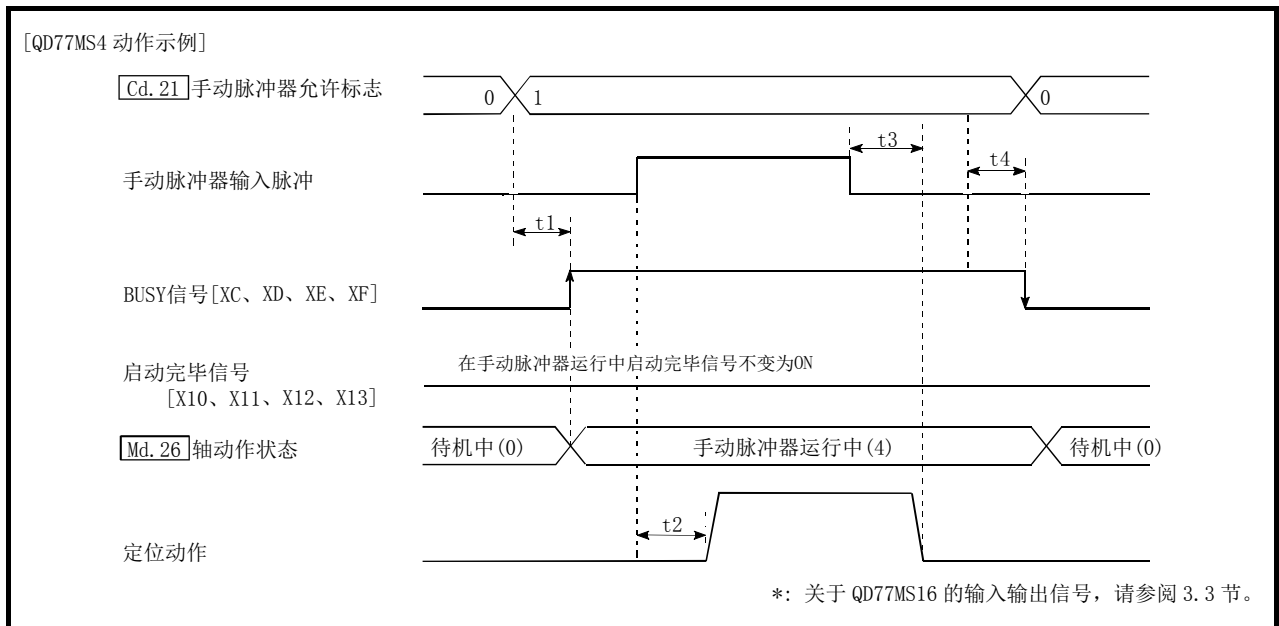 [QD77MS4 动作示例]
Cd.21 手动脉冲器允许标志
0 1 0
手动脉冲器输入脉冲
t3
t4
t1
BUSY信号[XC、XD、XE、XF]
启动完毕信号
[X10、X11、X12、X13]
在手动脉冲器运行中启动完毕信号不变为ON
Md.26 轴动作状态
待机中(0) 手动脉冲器运行中(4) 待机中(0)
t2
定位动作
*: 关于 QD77MS16 的输入输出信号，请参阅 3.3 节。